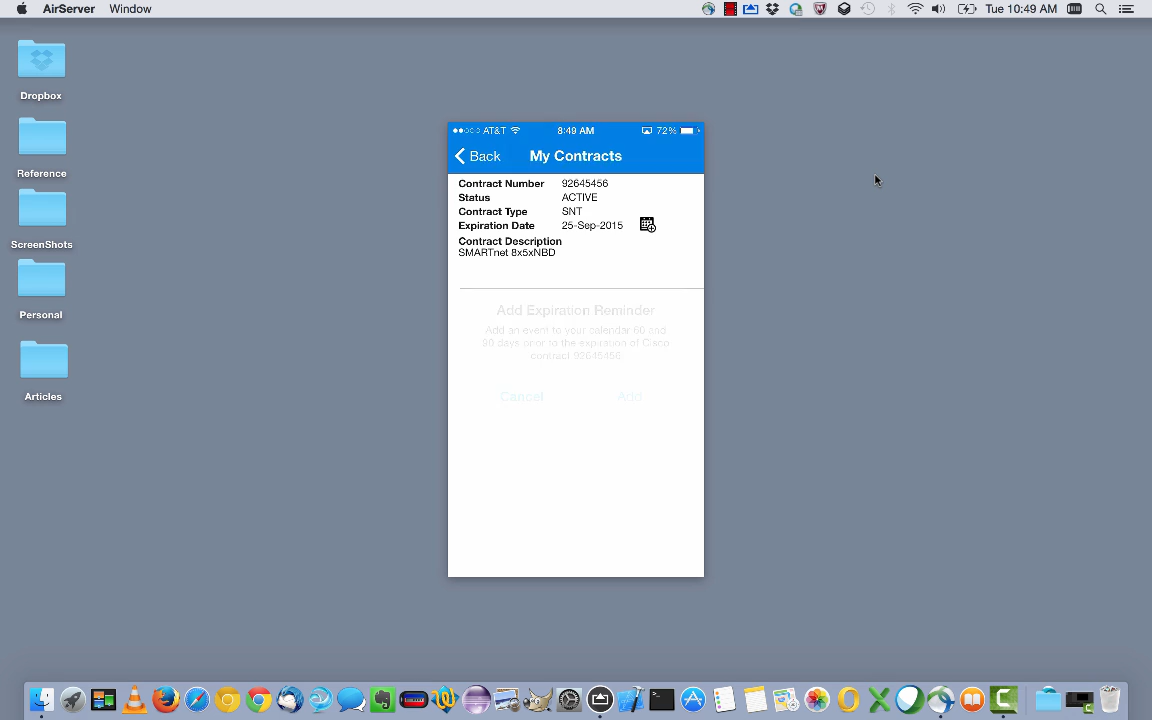 AirServer Window
Tue 10:49 AM
Dropbox
Reference
ScreenShots
Personal
Articles
AT&T 8:49 AM 72%
Back My Contracts
Contract Number 92645456
Status ACTIVE
Contract Type SNT
Expiration Date 25-Sep-2015
Contract Description
SMARTnet 8x5xNBD
Add Expiration Reminder
Add an event to your calendar 60 and
90 days prior to the expiration of Cisco
contract 92645456
Cancel Add